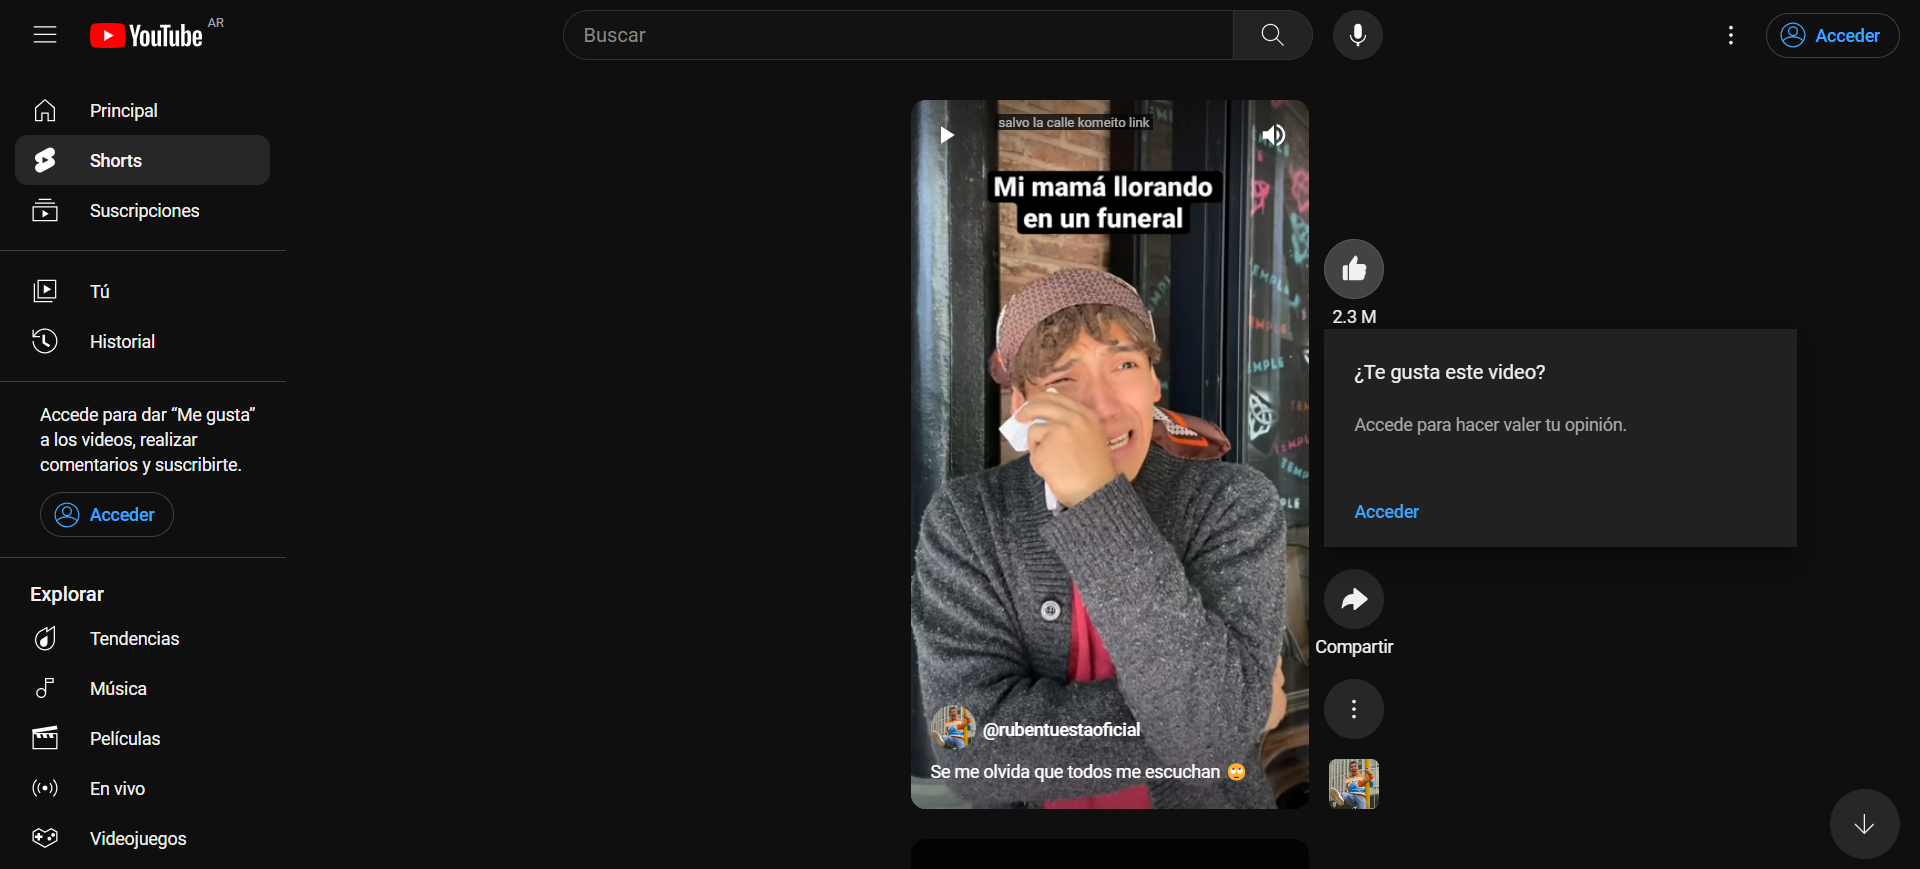 YouTube AR
Buscar
Acceder
Principal
Shorts
Suscripciones
Tú
Historial
Accede para dar “Me gusta”
a los videos, realizar
comentarios y suscribirte.
Acceder
Explorar
Tendencias
Música
Películas
En vivo
Videojuegos
salvo la calle komeito link
Mi mamá llorando
en un funeral
TEMPLE
@rubentuestaoficial
Se me olvida que todos me escuchan 🙄
2.3 M
¿Te gusta este video?
Accede para hacer valer tu opinión.
Acceder
Compartir